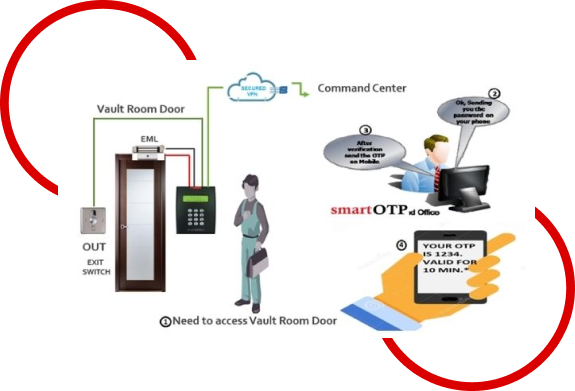 SECURED
VPN
Command Center
Vault Room Door
EML
OUT
EXIT
SWITCH
① Need to access Vault Room Door
②
Ok, Sending
you the
password on
your phone
③
After
verification
send the OTP
on Mobile.
smartOTP
xd Office
④
YOUR OTP
IS 1234.
VALID FOR
10 MIN.*